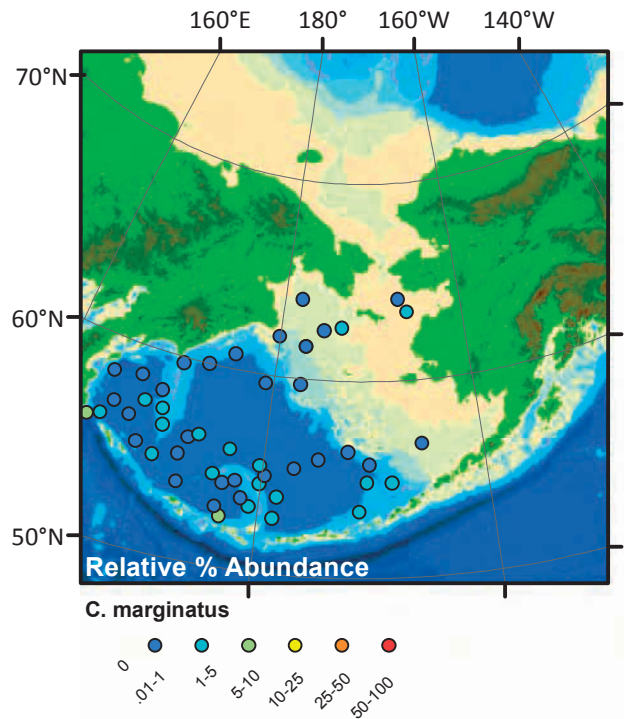 160°E 180° 160°W 140°W
70°N
60°N
50°N
Relative % Abundance
C. marginatus
0 .01-1 1-5 5-10 10-25 25-50 50-100